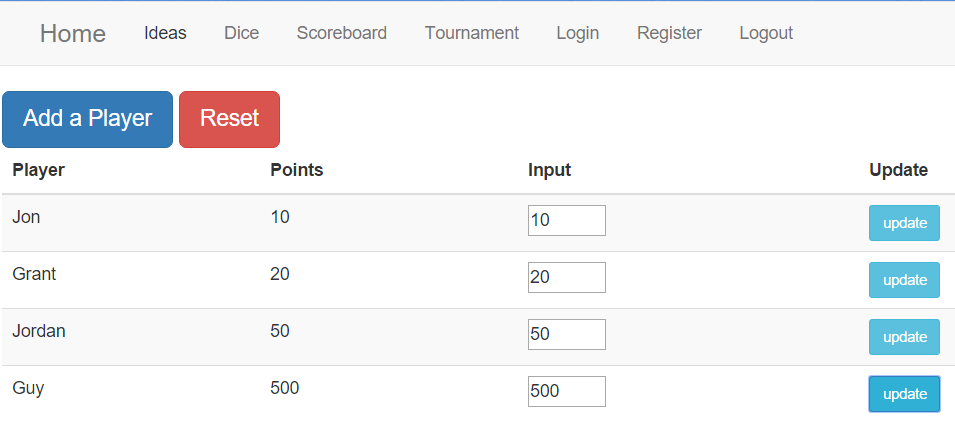 Home Ideas Dice Scoreboard Tournament Login Register Logout
Add a Player Reset
Player Points Input Update
Jon 10 10 update
Grant 20 20 update
Jordan 50 50 update
Guy 500 500 update